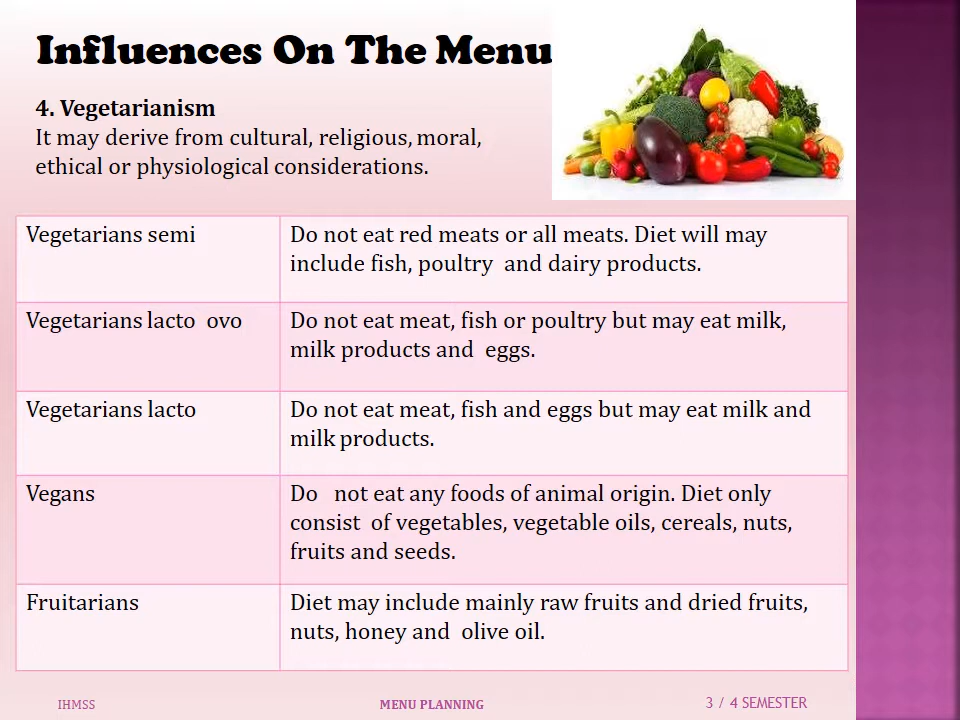 Influences On The Menu
4. Vegetarianism
It may derive from cultural, religious, moral,
ethical or physiological considerations.
Vegetarians semi
Do not eat red meats or all meats. Diet will may
include fish, poultry  and dairy products.
Vegetarians lacto  ovo
Do not eat meat, fish or poultry but may eat milk,
milk products and  eggs.
Vegetarians lacto
Do not eat meat, fish and eggs but may eat milk and
milk products.
Vegans
Do   not eat any foods of animal origin. Diet only
consist  of vegetables, vegetable oils, cereals, nuts,
fruits and seeds.
Fruitarians
Diet may include mainly raw fruits and dried fruits,
nuts, honey and  olive oil.
IHMSS
MENU PLANNING
3 / 4 SEMESTER